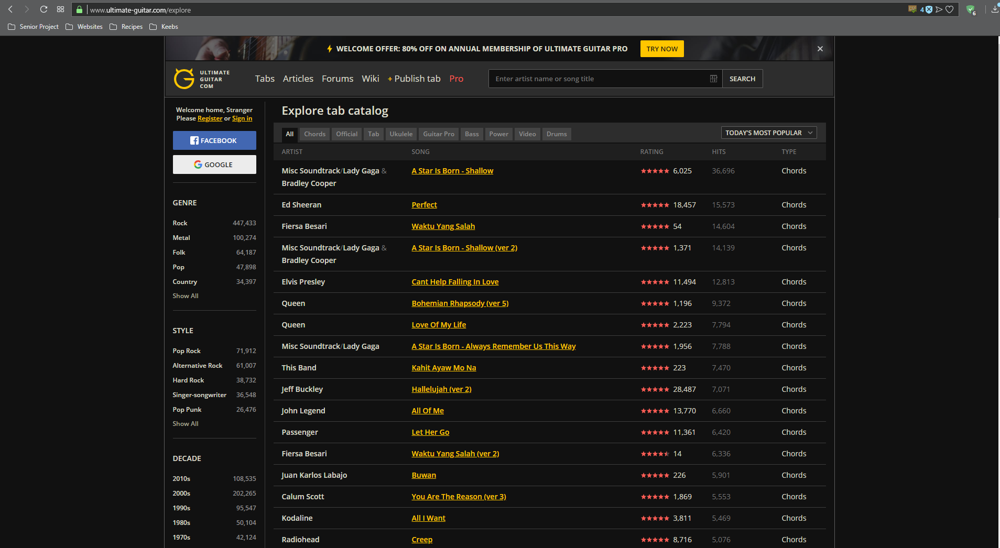 www.ultimate-guitar.com/explore
4
6
Senior Project Websites Recipes Keebs
WELCOME OFFER: 80% OFF ON ANNUAL MEMBERSHIP OF ULTIMATE GUITAR PRO TRY NOW
ULTIMATE
GUITAR
COM
Tabs Articles Forums Wiki + Publish tab Pro
Enter artist name or song title SEARCH
Welcome home, Stranger
Please Register or Sign in
FACEBOOK
GOOGLE
GENRE
Rock 447,433
Metal 100,274
Folk 64,187
Pop 47,898
Country 34,397
Show All
STYLE
Pop Rock 71,912
Alternative Rock 61,007
Hard Rock 38,732
Singer-songwriter 36,548
Pop Punk 26,476
Show All
DECADE
2010s 108,535
2000s 202,265
1990s 95,547
1980s 50,104
1970s 42,124
Explore tab catalog
All Chords Official Tab Ukulele Guitar Pro Bass Power Video Drums TODAY'S MOST POPULAR
ARTIST SONG RATING HITS TYPE
Misc Soundtrack/Lady Gaga & A Star Is Born - Shallow 6,025 36,696 Chords
Bradley Cooper
Ed Sheeran Perfect 18,457 15,573 Chords
Fiersa Besari Waktu Yang Salah 54 14,604 Chords
Misc Soundtrack/Lady Gaga & A Star Is Born - Shallow (ver 2) 1,371 14,139 Chords
Bradley Cooper
Elvis Presley Cant Help Falling In Love 11,494 12,813 Chords
Queen Bohemian Rhapsody (ver 5) 1,196 9,372 Chords
Queen Love Of My Life 2,223 7,794 Chords
Misc Soundtrack/Lady Gaga A Star Is Born - Always Remember Us This Way 1,956 7,788 Chords
This Band Kahit Ayaw Mo Na 223 7,470 Chords
Jeff Buckley Hallelujah (ver 2) 28,487 7,071 Chords
John Legend All Of Me 13,770 6,660 Chords
Passenger Let Her Go 11,361 6,420 Chords
Fiersa Besari Waktu Yang Salah (ver 2) 14 6,336 Chords
Juan Karlos Labajo Buwan 226 5,901 Chords
Calum Scott You Are The Reason (ver 3) 1,869 5,553 Chords
Kodaline All I Want 3,811 5,469 Chords
Radiohead Creep 8,716 5,076 Chords